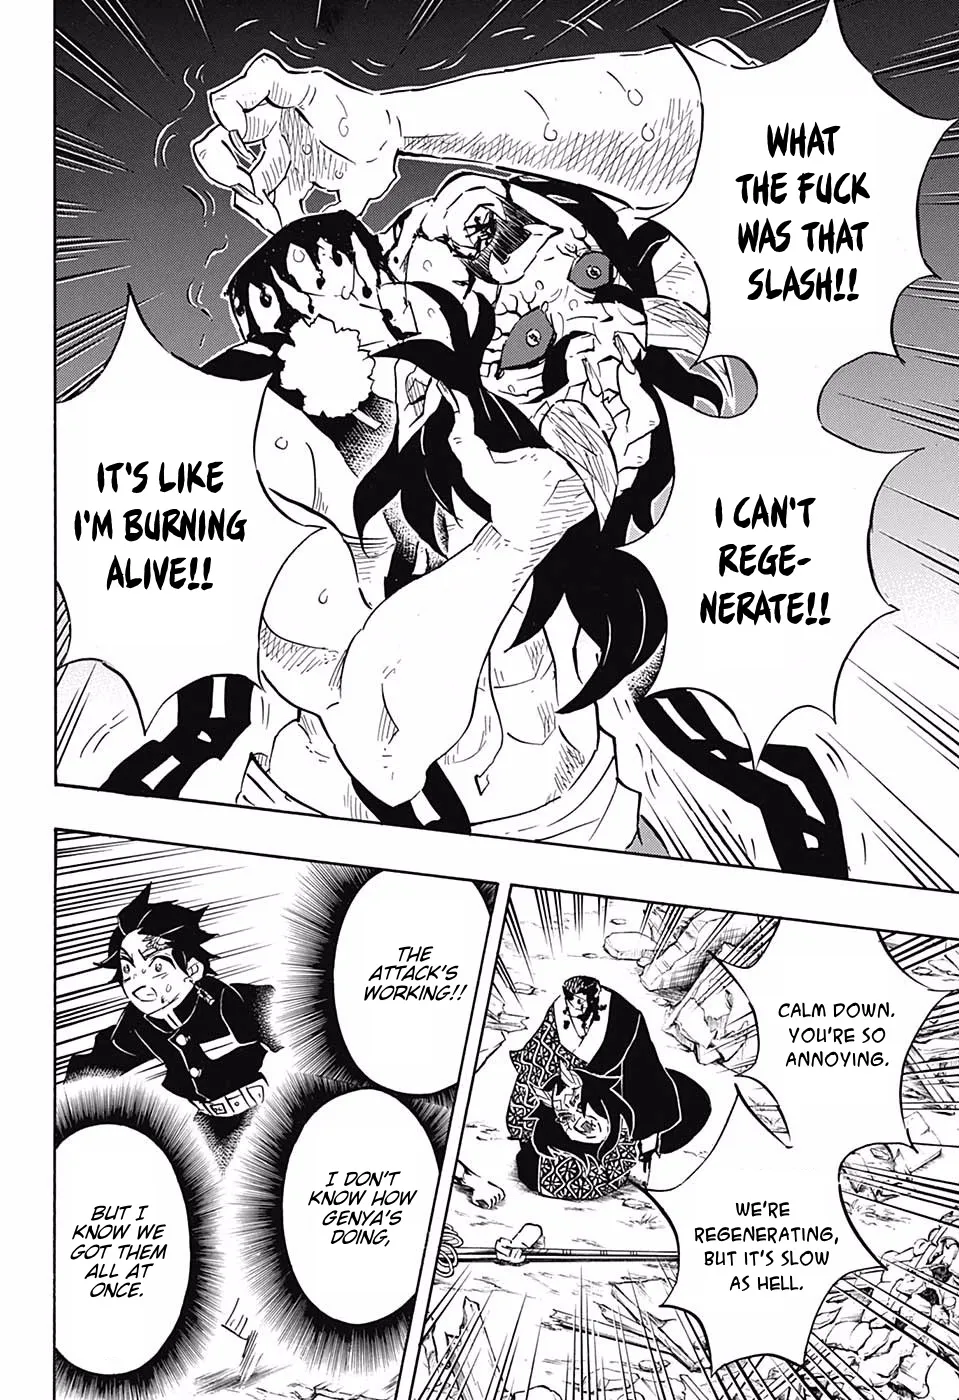 WHAT
THE FUCK
WAS THAT
SLASH!!
I CAN'T
REGE-
NERATE!!
IT'S LIKE
I'M BURNING
ALIVE!!
CALM DOWN.
YOU'RE SO
ANNOYING.
WE'RE
REGENERATING,
BUT IT'S SLOW
AS HELL.
THE
ATTACK'S
WORKING!!
I DON'T
KNOW HOW
GENYA'S
DOING,
BUT I
KNOW WE
GOT THEM
ALL AT
ONCE.